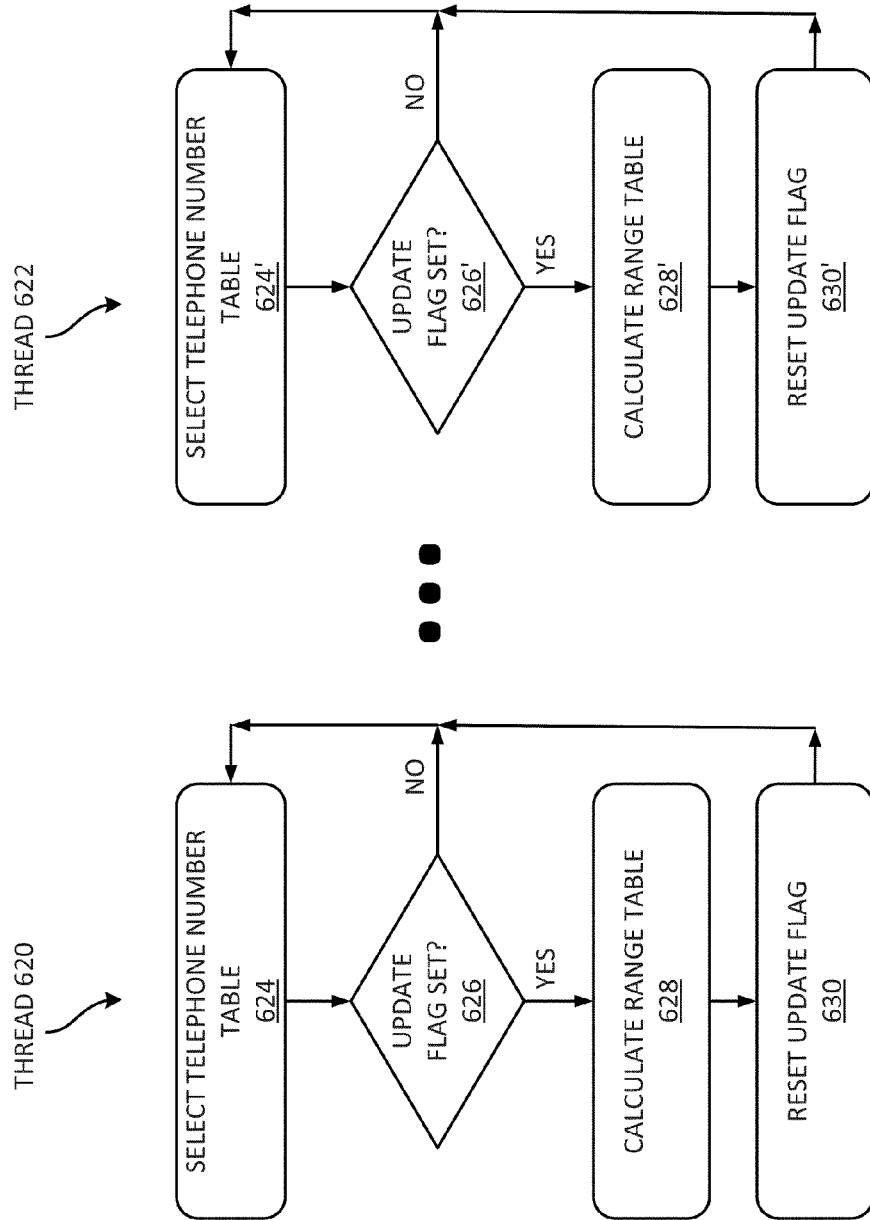 THREAD 620
SELECT TELEPHONE NUMBER
TABLE
624
UPDATE
FLAG SET?
626
NO
YES
CALCULATE RANGE TABLE
628
RESET UPDATE FLAG
630
THREAD 622
SELECT TELEPHONE NUMBER
TABLE
624'
UPDATE
FLAG SET?
626'
NO
YES
CALCULATE RANGE TABLE
628'
RESET UPDATE FLAG
630'